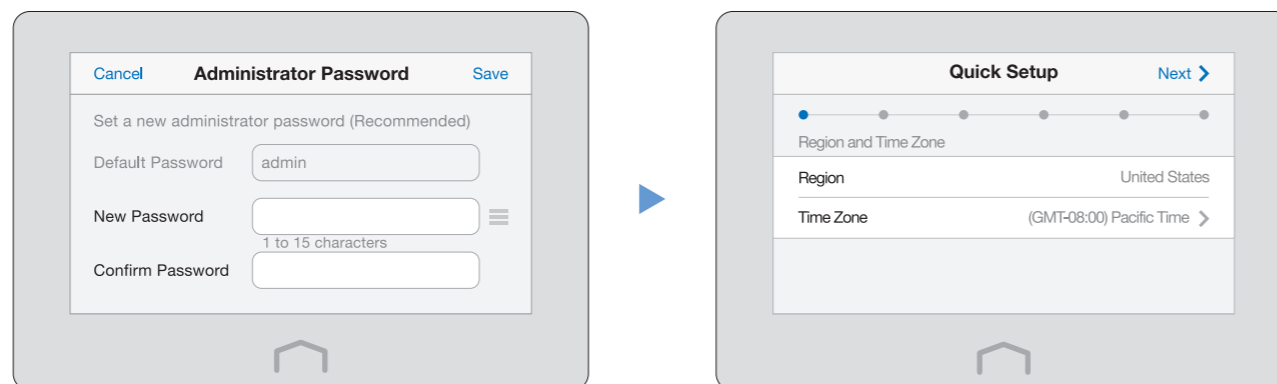 Cancel Administrator Password Save
Set a new administrator password (Recommended)
Default Password admin
New Password
1 to 15 characters
Confirm Password
Quick Setup Next
Region and Time Zone
Region United States
Time Zone (GMT-08:00) Pacific Time